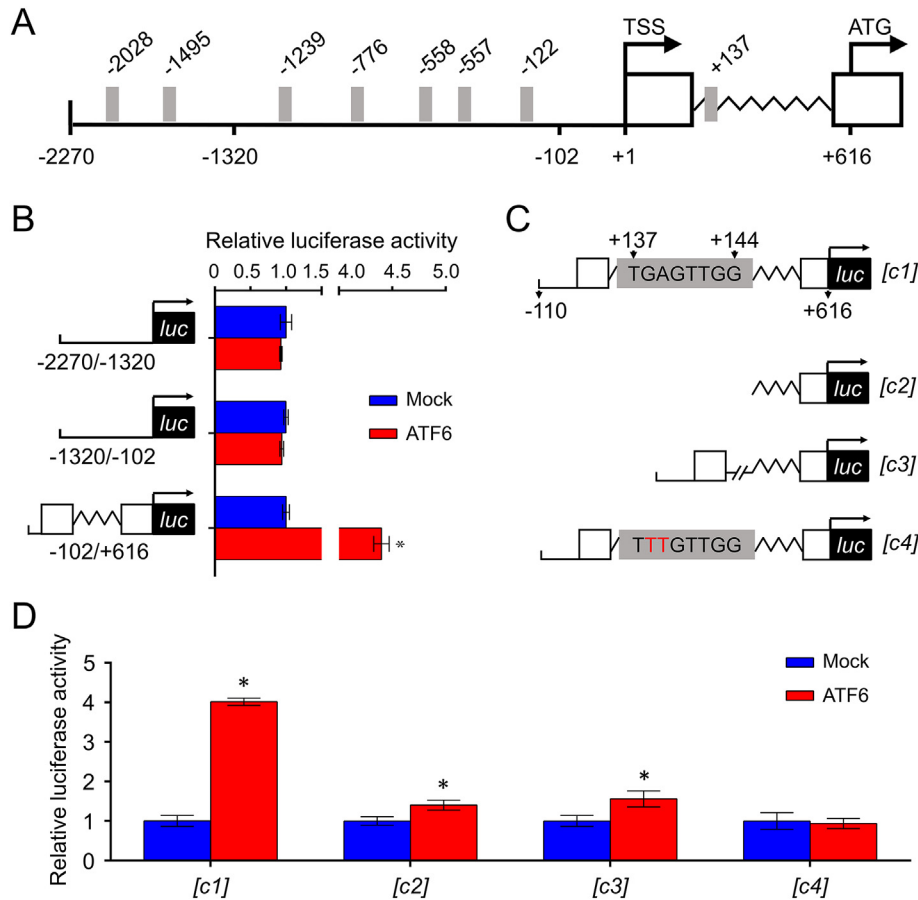 A
-2028 -1495 -1239 -776 -558 -557 -122 TSS +137 ATG
-2270 -1320 -102 +1 +616
B
Relative luciferase activity
0 0.5 1.0 1.5 4.0 4.5 5.0
luc
-2270/-1320
luc
-1320/-102
luc
-102/+616
Mock
ATF6
*
C
+137 +144
TGAGTTGG luc [c1]
-110 +616
luc [c2]
luc [c3]
TTTGTTGG luc [c4]
D
Relative luciferase activity
5
4
3
2
1
0
* * *
Mock
ATF6
[c1] [c2] [c3] [c4]